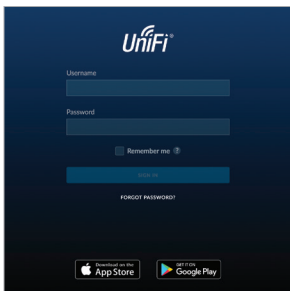 UniFi®
Username
Password
Remember me ?
SIGN IN
FORGOT PASSWORD?
Download on the
App Store
GET IT ON
Google Play